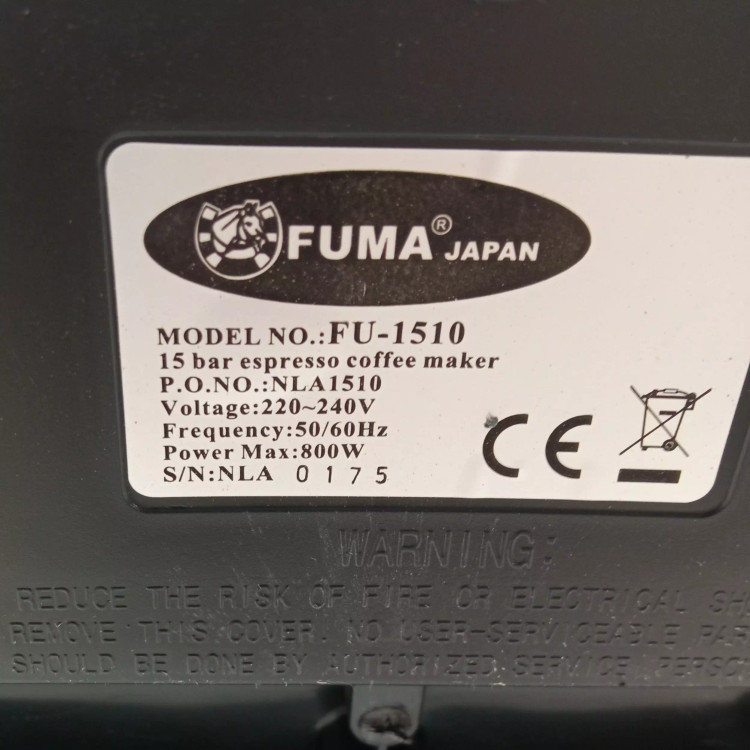 FUMA® JAPAN
MODEL NO.:FU-1510
15 bar espresso coffee maker
P.O.NO.:NLA1510
Voltage:220~240V
Frequency:50/60Hz
Power Max:800W
S/N:NLA 0175
CE
WARNING:
REDUCE THE RISK OF FIRE OR ELECTRICAL
REMOVE THIS COVER. NO USER-SERVICEABLE
SHOULD BE DONE BY AUTHORIZED SERVICE